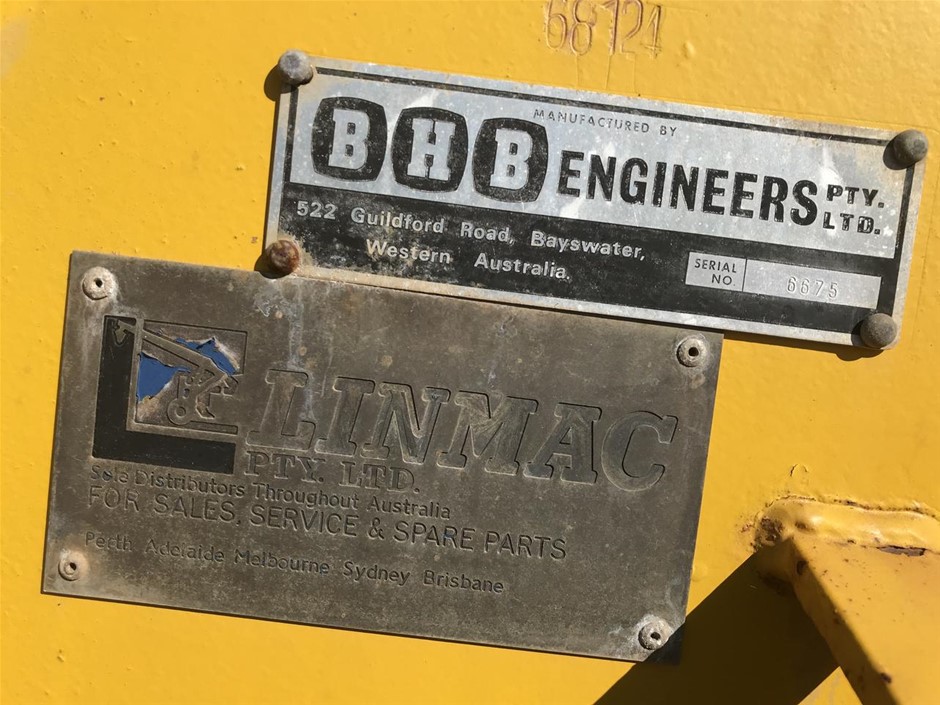 68121
MANUFACTURED BY
BHB ENGINEERS PTY. LTD.
522 Guildford Road, Bayswater,
Western Australia.
SERIAL NO. 6675
LINMAC
PTY. LTD.
Sole Distributors Throughout Australia
FOR SALES, SERVICE & SPARE PARTS
Perth Adelaide Melbourne Sydney Brisbane